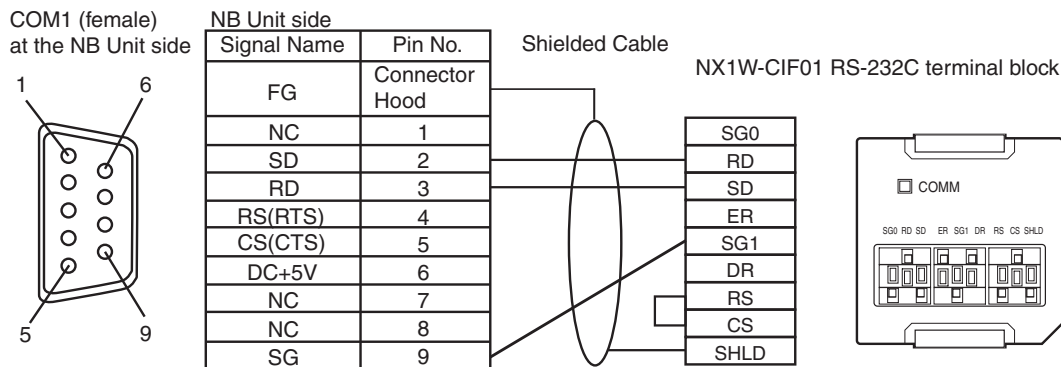 COM1 (female)
at the NB Unit side
1
6
5
9
NB Unit side
Signal Name Pin No.
FG Connector
Hood
NC 1
SD 2
RD 3
RS(RTS) 4
CS(CTS) 5
DC+5V 6
NC 7
NC 8
SG 9
Shielded Cable
NX1W-CIF01 RS-232C terminal block
SG0
RD
SD
ER
SG1
DR
RS
CS
SHLD
COMM
SG0 RD SD ER SG1 DR RS CS SHLD